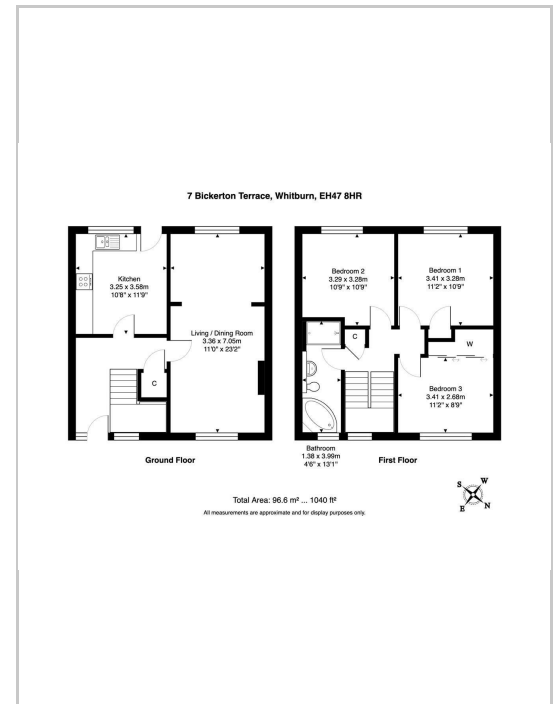 7 Bickerton Terrace, Whitburn, EH47 8HR
Kitchen
3.25 x 3.58m
10'8" x 11'9"
Living / Dining Room
3.36 x 7.05m
11'0" x 23'2"
C
Ground Floor
Bedroom 2
3.29 x 3.28m
10'9" x 10'9"
Bedroom 1
3.41 x 3.28m
11'2" x 10'9"
C
W
Bedroom 3
3.41 x 2.68m
11'2" x 8'9"
Bathroom
1.38 x 3.99m
4'6" x 13'1"
First Floor
Total Area: 96.6 m² ... 1040 ft²
All measurements are approximate and for display purposes only.
S W
E N